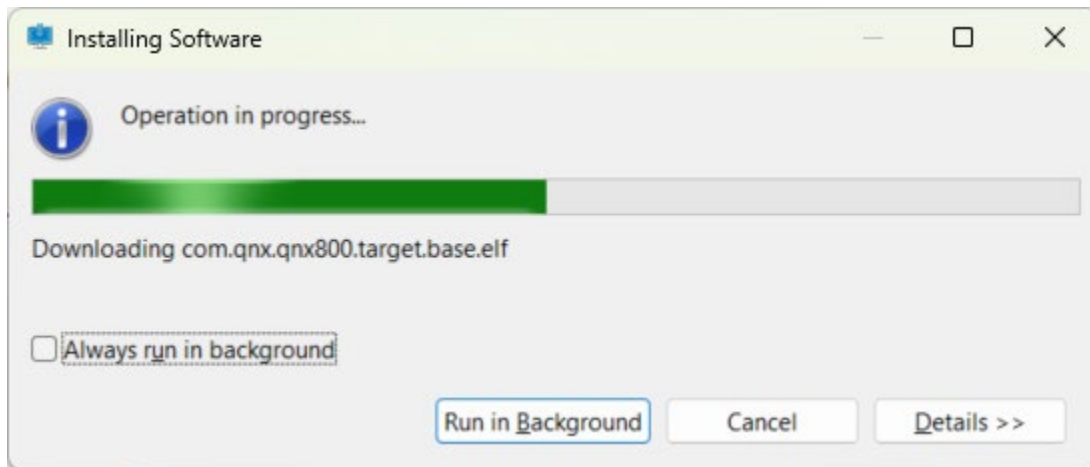 Installing Software
Operation in progress...
Downloading com.qnx.qnx800.target.base.elf
Always run in background
Run in Background
Cancel
Details >>